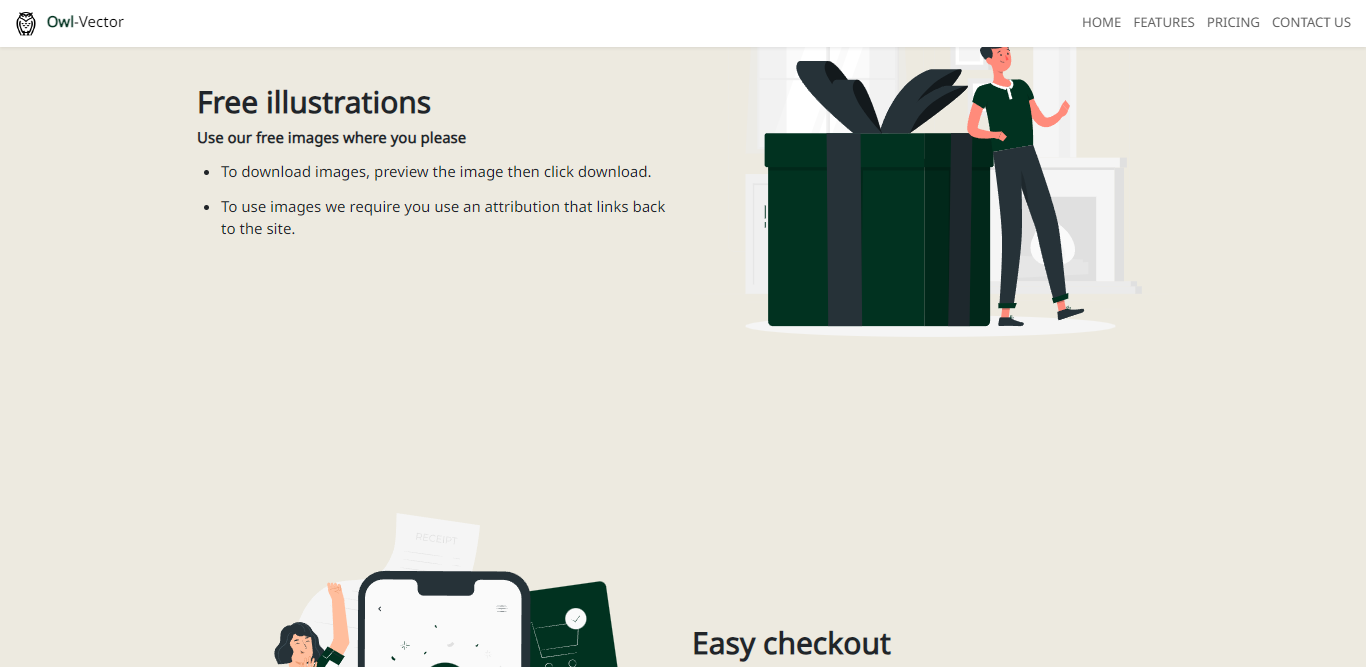 Owl-Vector
HOME FEATURES PRICING CONTACT US
Free illustrations
Use our free images where you please
To download images, preview the image then click download.
To use images we require you use an attribution that links back
to the site.
RECEIPT
Easy checkout